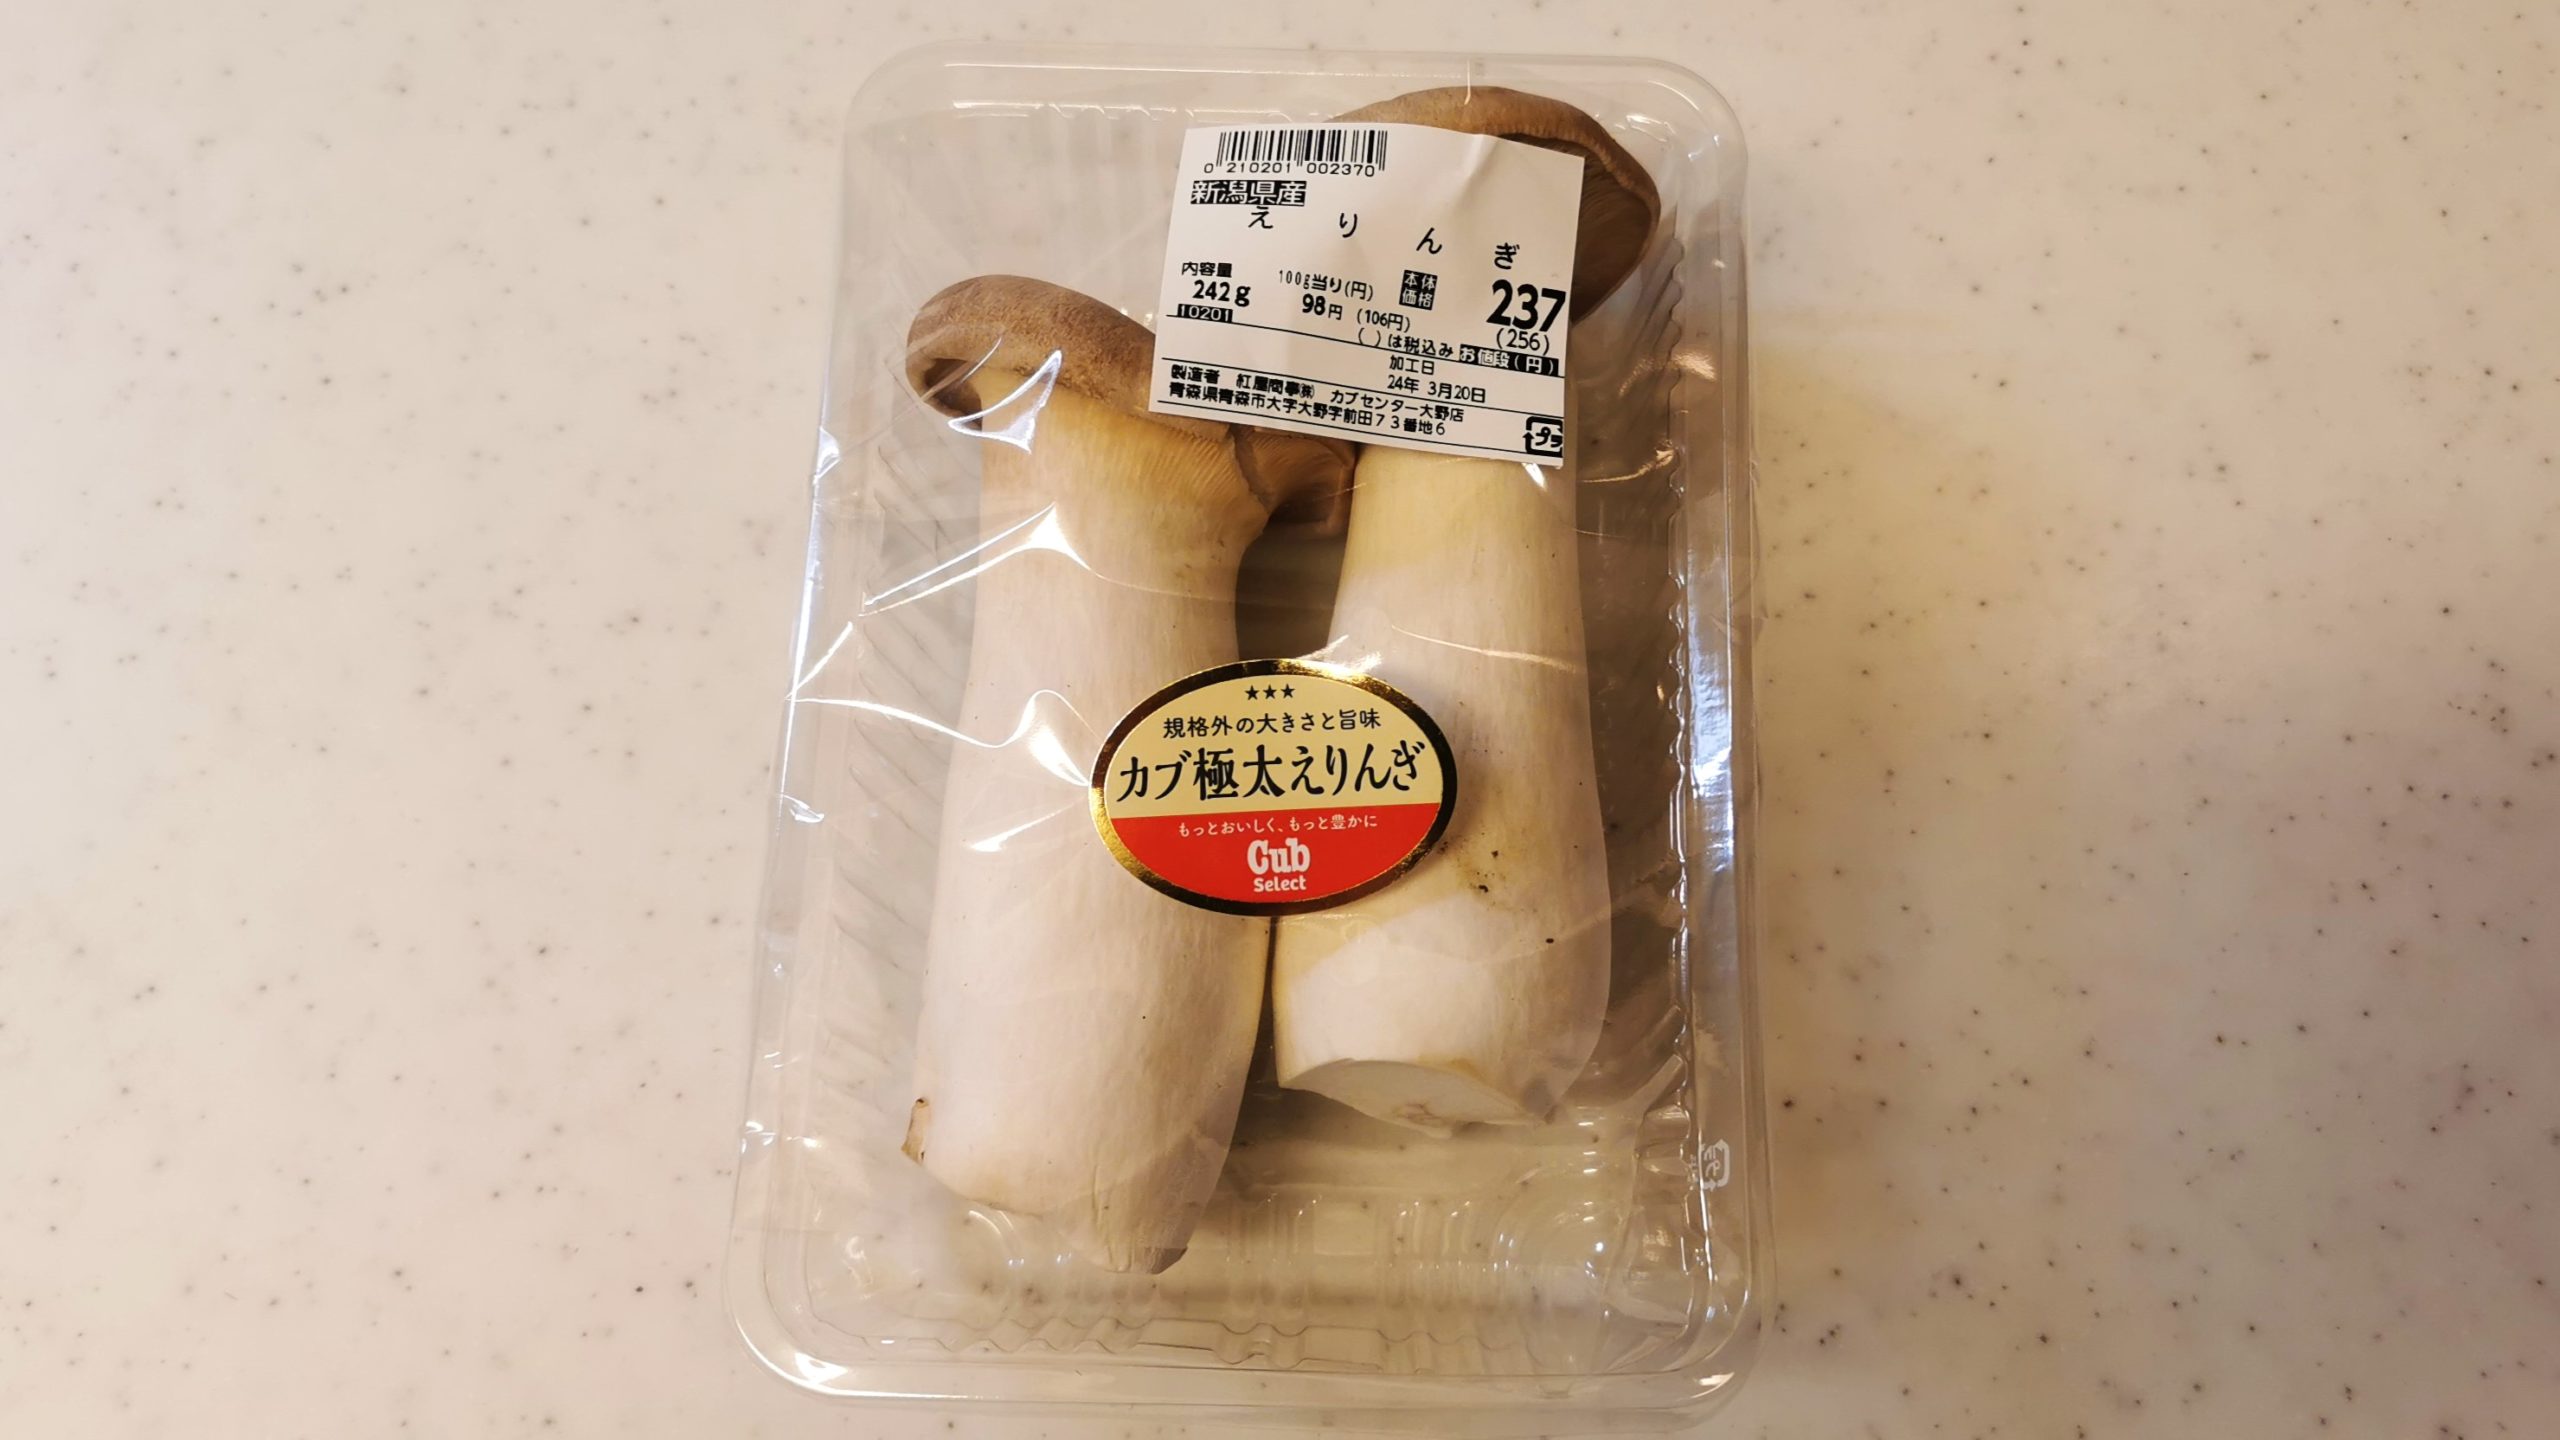 0 210201 002370
新潟県産
えりんぎ
内容量 100g当り(円) 本体価格 237
242g 98円 (106円) (256)
10201 ( )は税込み お値段(円)
加工日
24年 3月20日
製造者 紅屋商事㈱ カブセンター大野店
青森県青森市大字大野字前田73番地6
プラ
★★★
規格外の大きさと旨味
カブ極太えりんぎ
もっとおいしく、もっと豊かに
Cub
Select